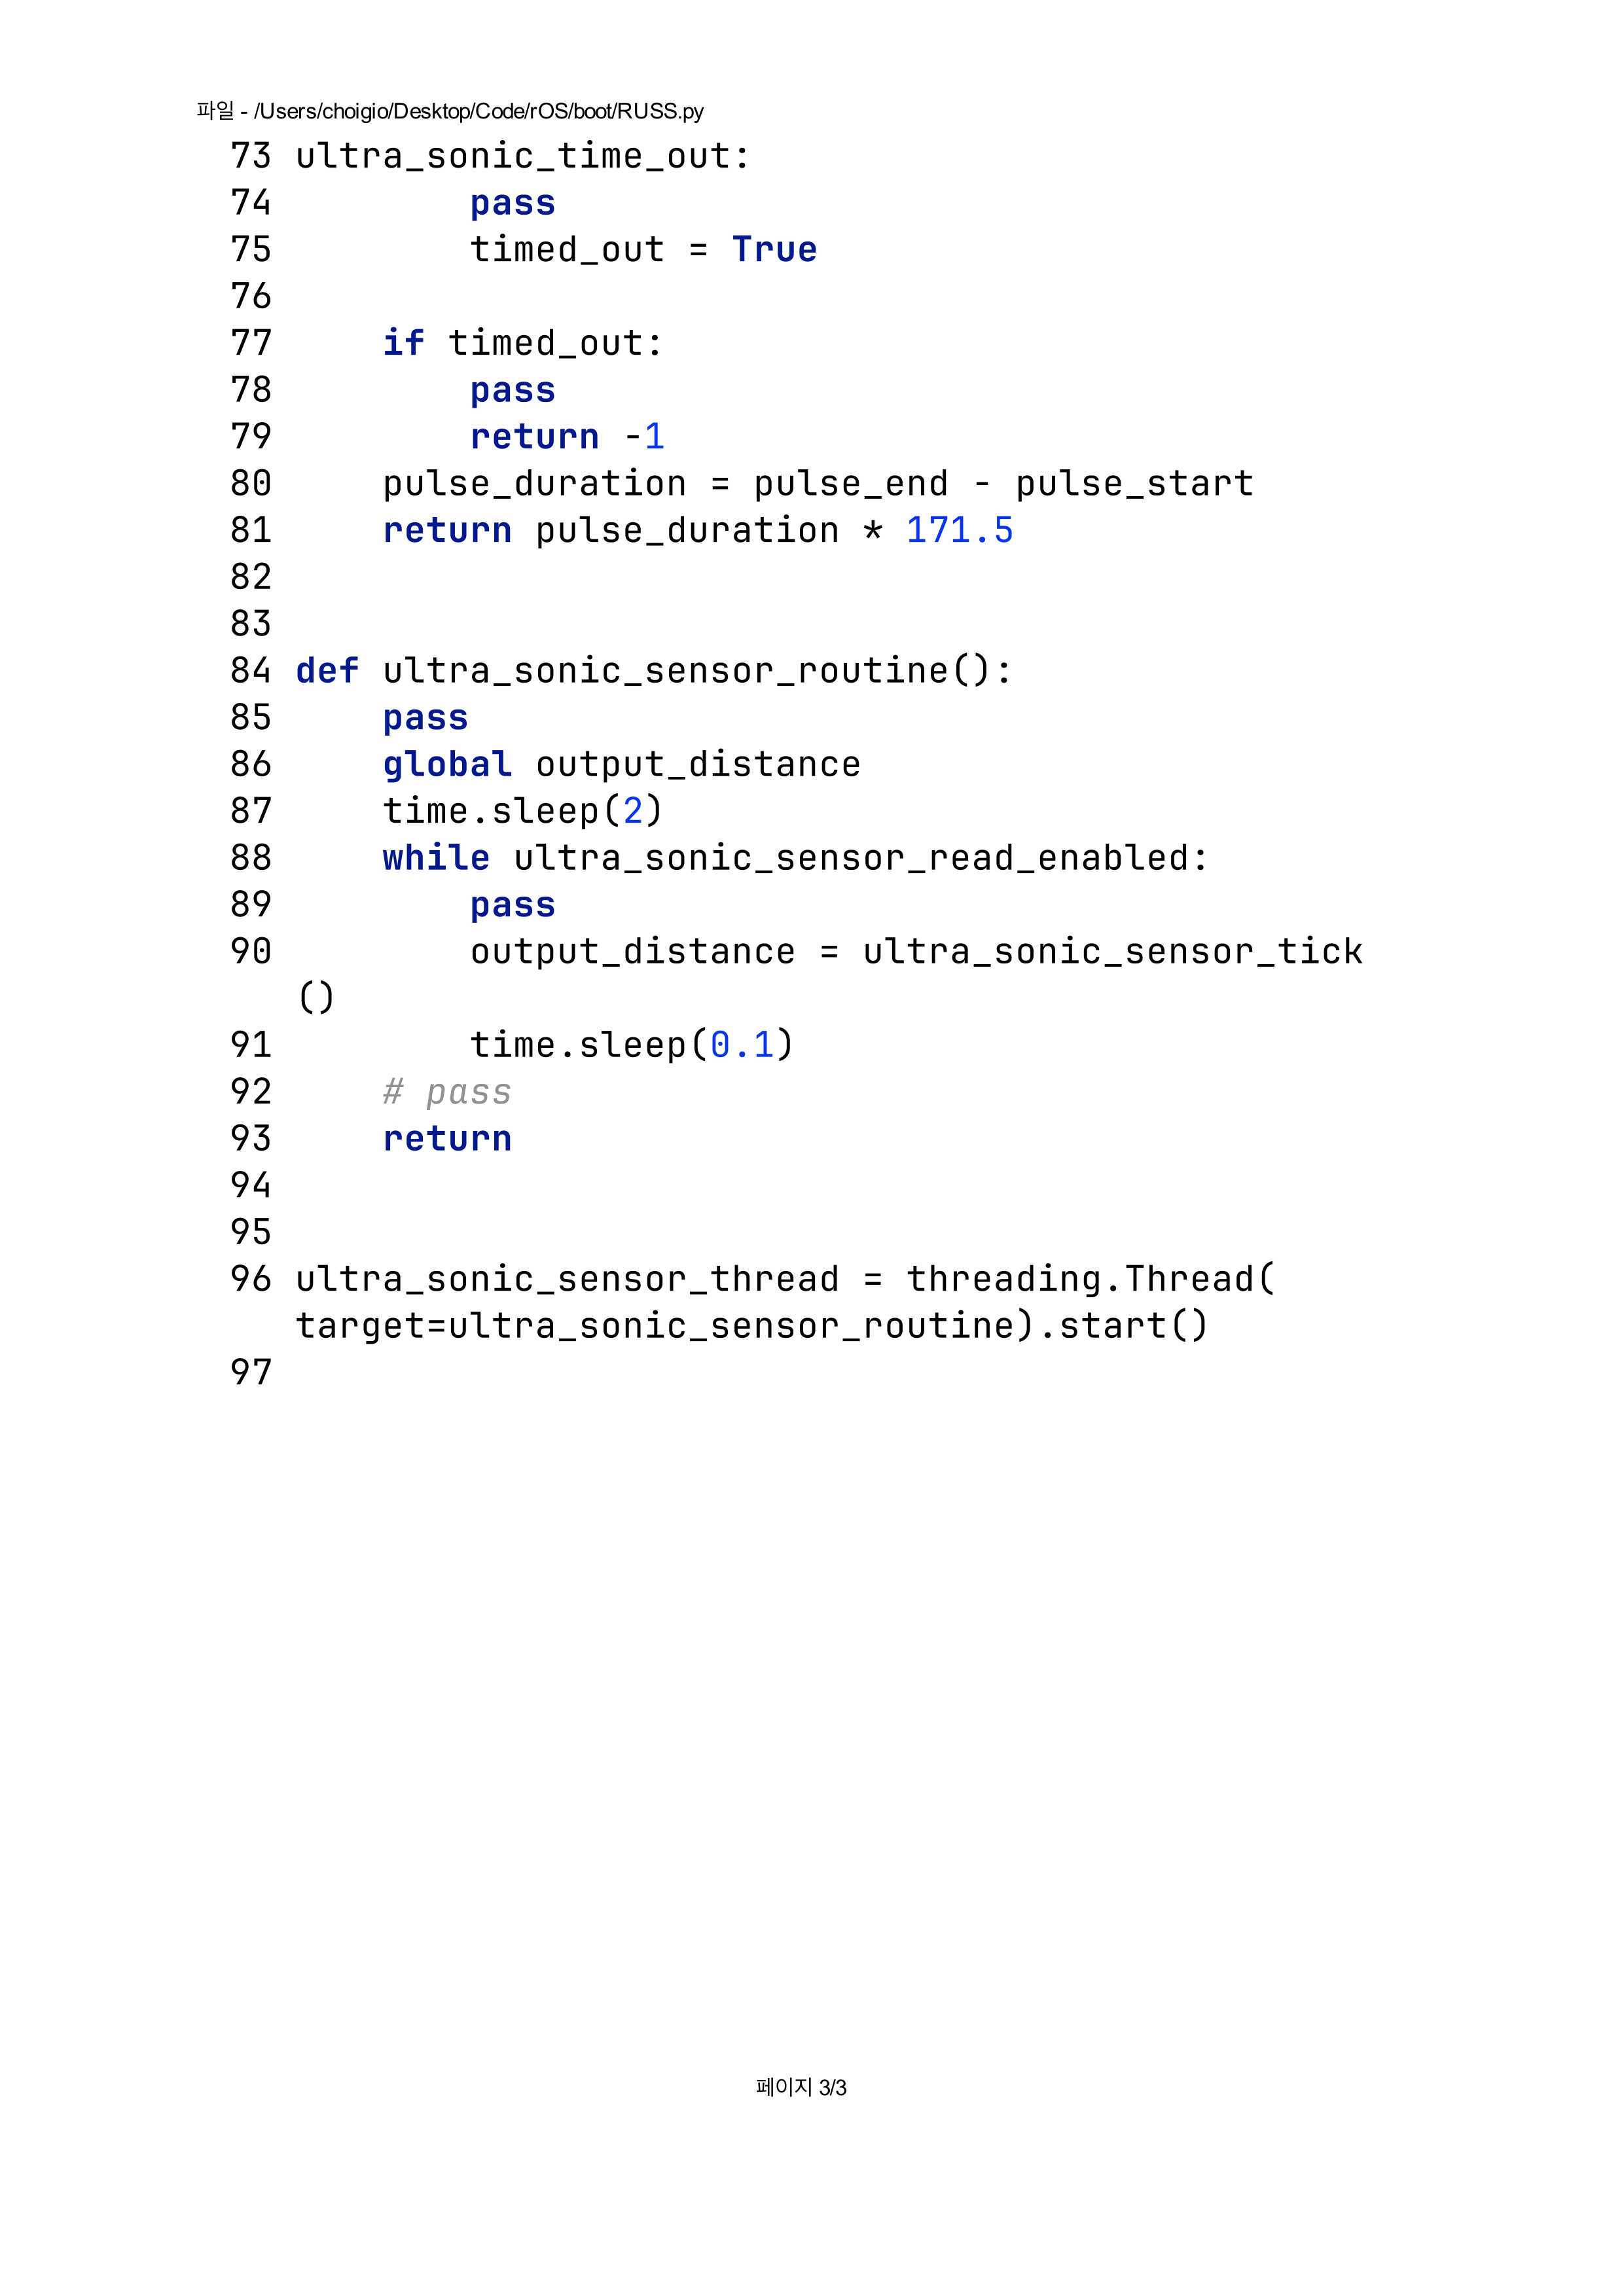 파일 - /Users/choigio/Desktop/Code/rOS/boot/RUSS.py
73 ultra_sonic_time_out:
74         pass
75         timed_out = True
76
77     if timed_out:
78         pass
79         return -1
80     pulse_duration = pulse_end - pulse_start
81     return pulse_duration * 171.5
82
83
84 def ultra_sonic_sensor_routine():
85     pass
86     global output_distance
87     time.sleep(2)
88     while ultra_sonic_sensor_read_enabled:
89         pass
90         output_distance = ultra_sonic_sensor_tick
()
91         time.sleep(0.1)
92     # pass
93     return
94
95
96 ultra_sonic_sensor_thread = threading.Thread(
target=ultra_sonic_sensor_routine).start()
97
페이지 3/3